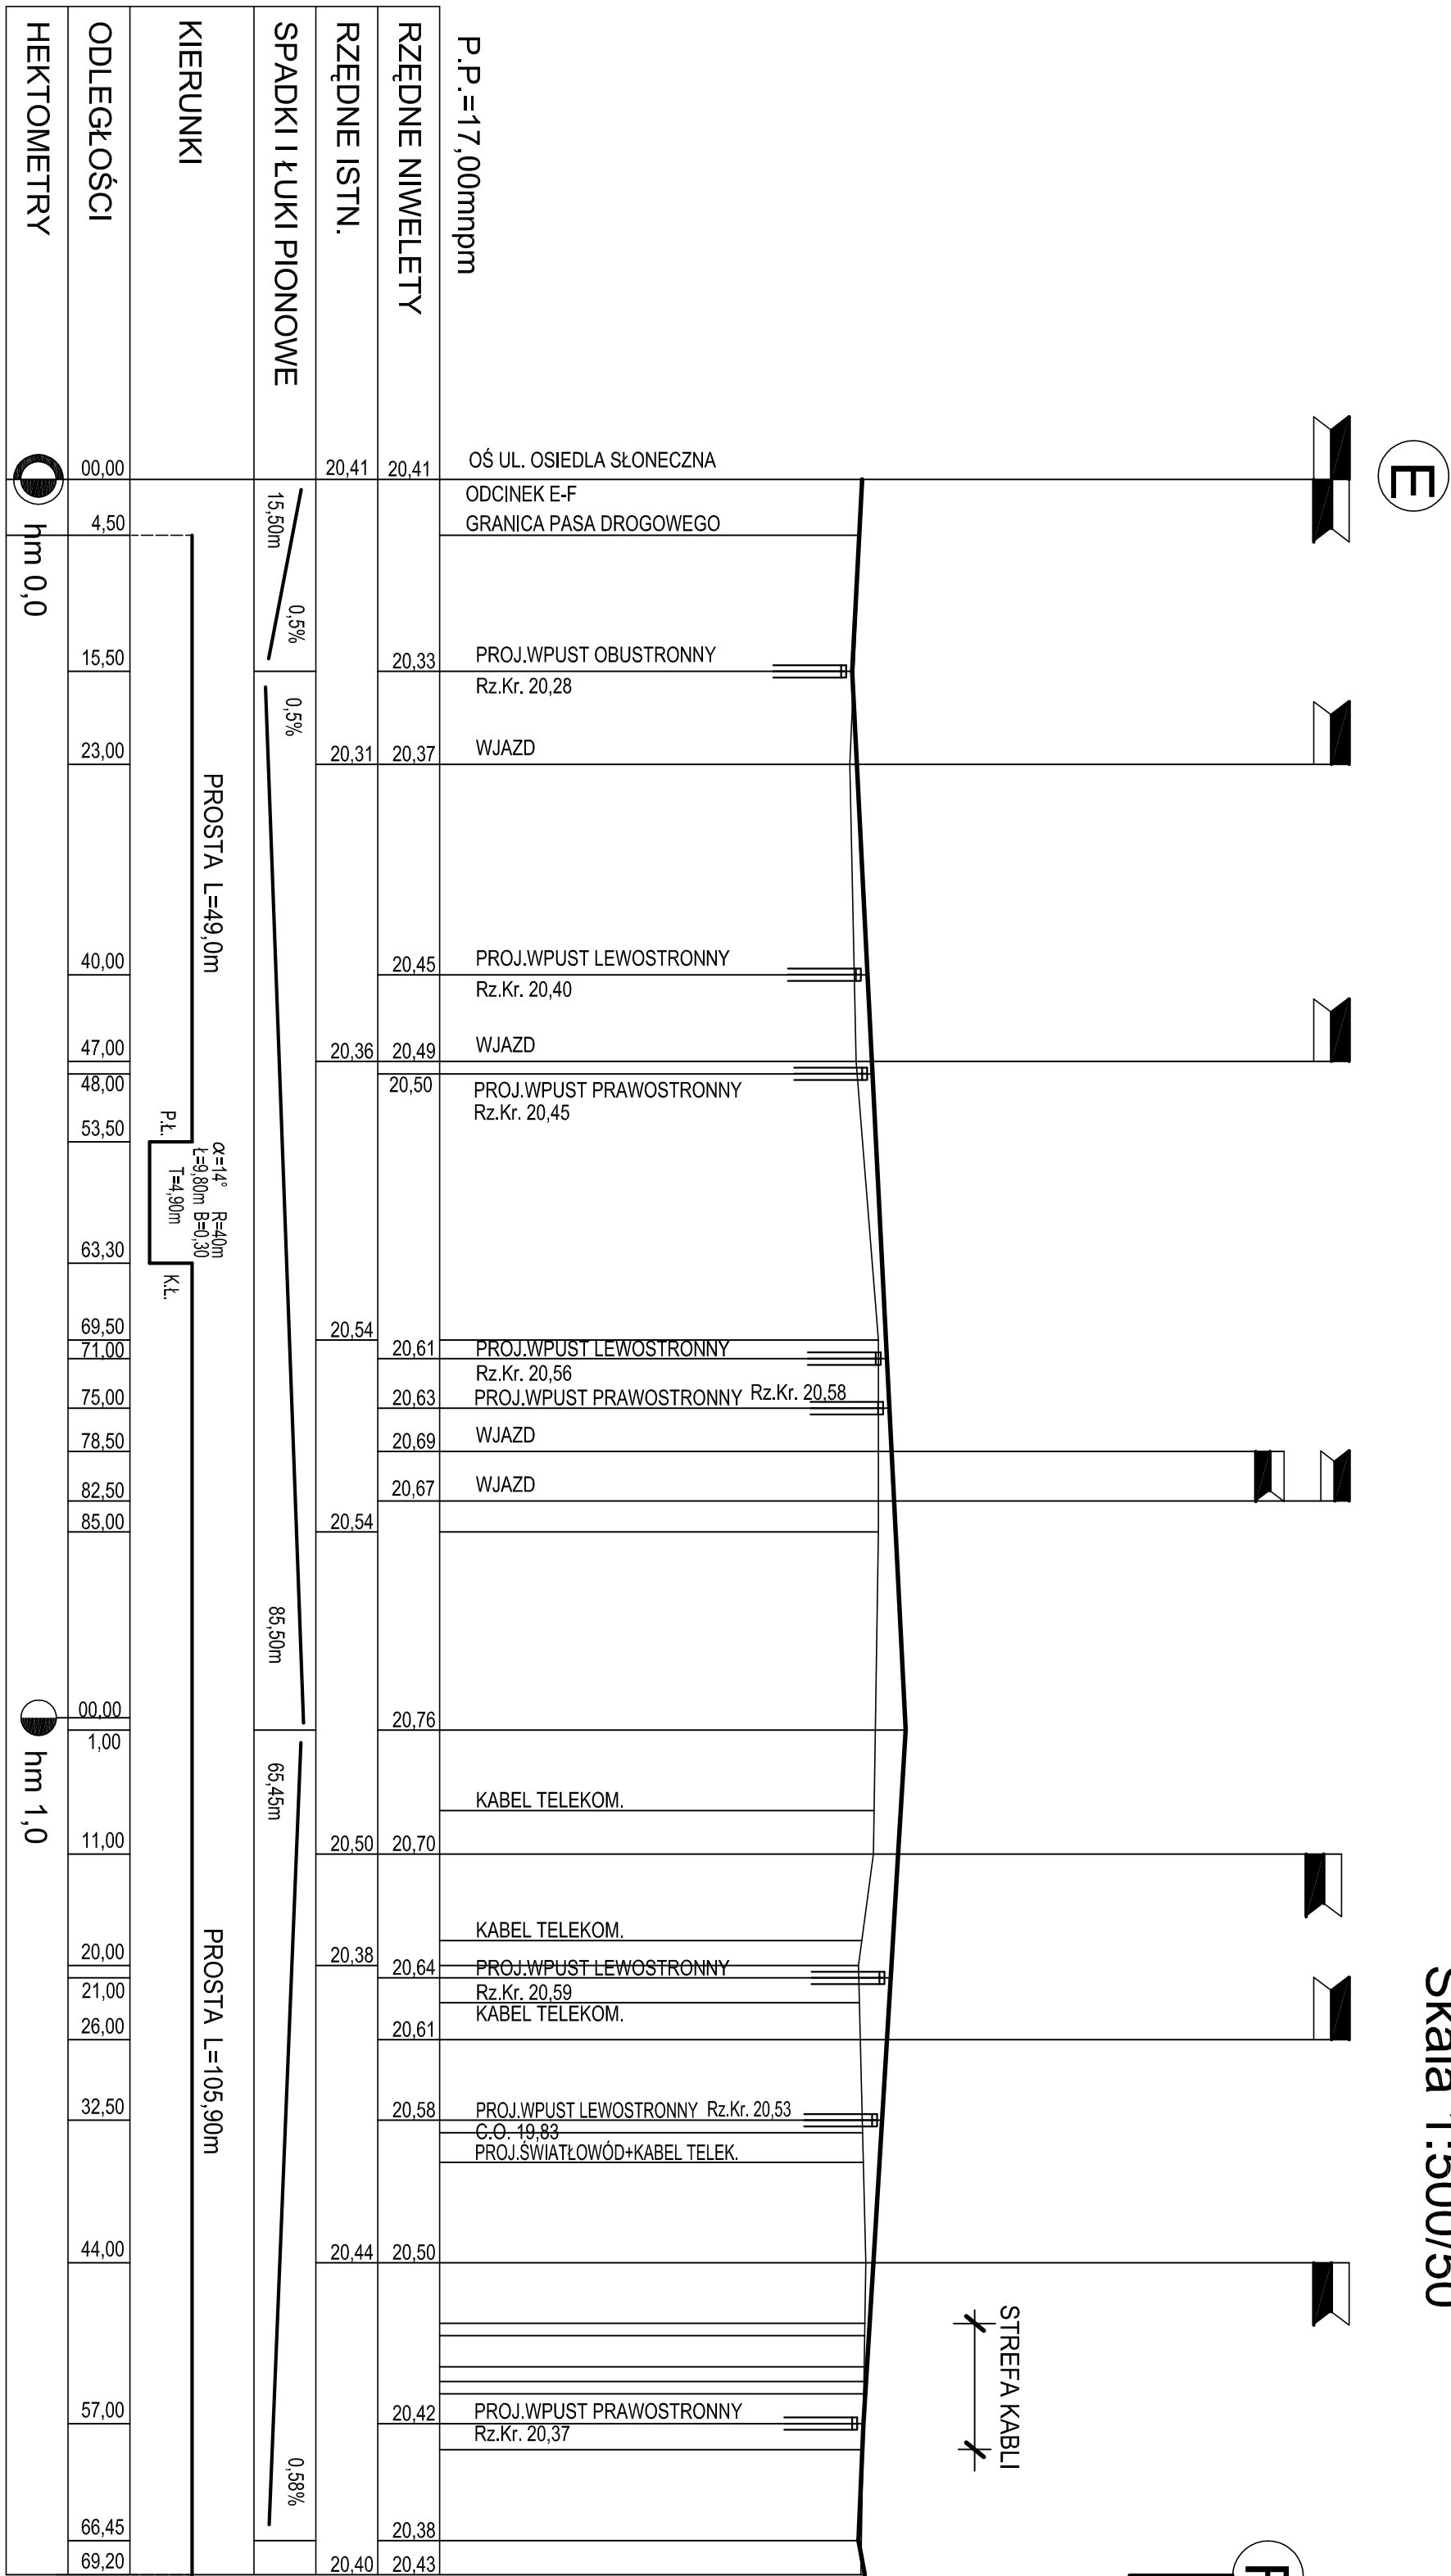 E
Skala 1:500/50
F
STREFA KABLI
P.P.=17,00mnpm
OŚ UL. OSIEDLA SŁONECZNA
ODCINEK E-F
GRANICA PASA DROGOWEGO
PROJ.WPUST OBUSTRONNY
Rz.Kr. 20,28
WJAZD
PROJ.WPUST LEWOSTRONNY
Rz.Kr. 20,40
WJAZD
PROJ.WPUST PRAWOSTRONNY
Rz.Kr. 20,45
PROJ.WPUST LEWOSTRONNY
Rz.Kr. 20,56
PROJ.WPUST PRAWOSTRONNY Rz.Kr. 20,58
WJAZD
WJAZD
KABEL TELEKOM.
KABEL TELEKOM.
PROJ.WPUST LEWOSTRONNY
Rz.Kr. 20,59
KABEL TELEKOM.
PROJ.WPUST LEWOSTRONNY Rz.Kr. 20,53
C.O. 19,83
PROJ.ŚWIATŁOWÓD+KABEL TELEK.
PROJ.WPUST PRAWOSTRONNY
Rz.Kr. 20,37
RZĘDNE NIWELETY
20,41
20,33
20,37
20,45
20,49
20,50
20,61
20,63
20,69
20,67
20,76
20,70
20,64
20,61
20,58
20,50
20,42
20,38
20,43
RZĘDNE ISTN.
20,41
20,31
20,36
20,54
20,54
20,50
20,38
20,44
20,40
SPADKI I ŁUKI PIONOWE
15,50m
0,5%
0,5%
85,50m
65,45m
0,58%
KIERUNKI
PROSTA L=49,0m
P.Ł.
α=14° R=40m
Ł=9,80m B=0,30
T=4,90m
K.Ł.
PROSTA L=105,90m
ODLEGŁOŚCI
00,00
4,50
15,50
23,00
40,00
47,00
48,00
53,50
63,30
69,50
71,00
75,00
78,50
82,50
85,00
00,00
1,00
11,00
20,00
21,00
26,00
32,50
44,00
57,00
66,45
69,20
HEKTOMETRY
hm 0,0
hm 1,0